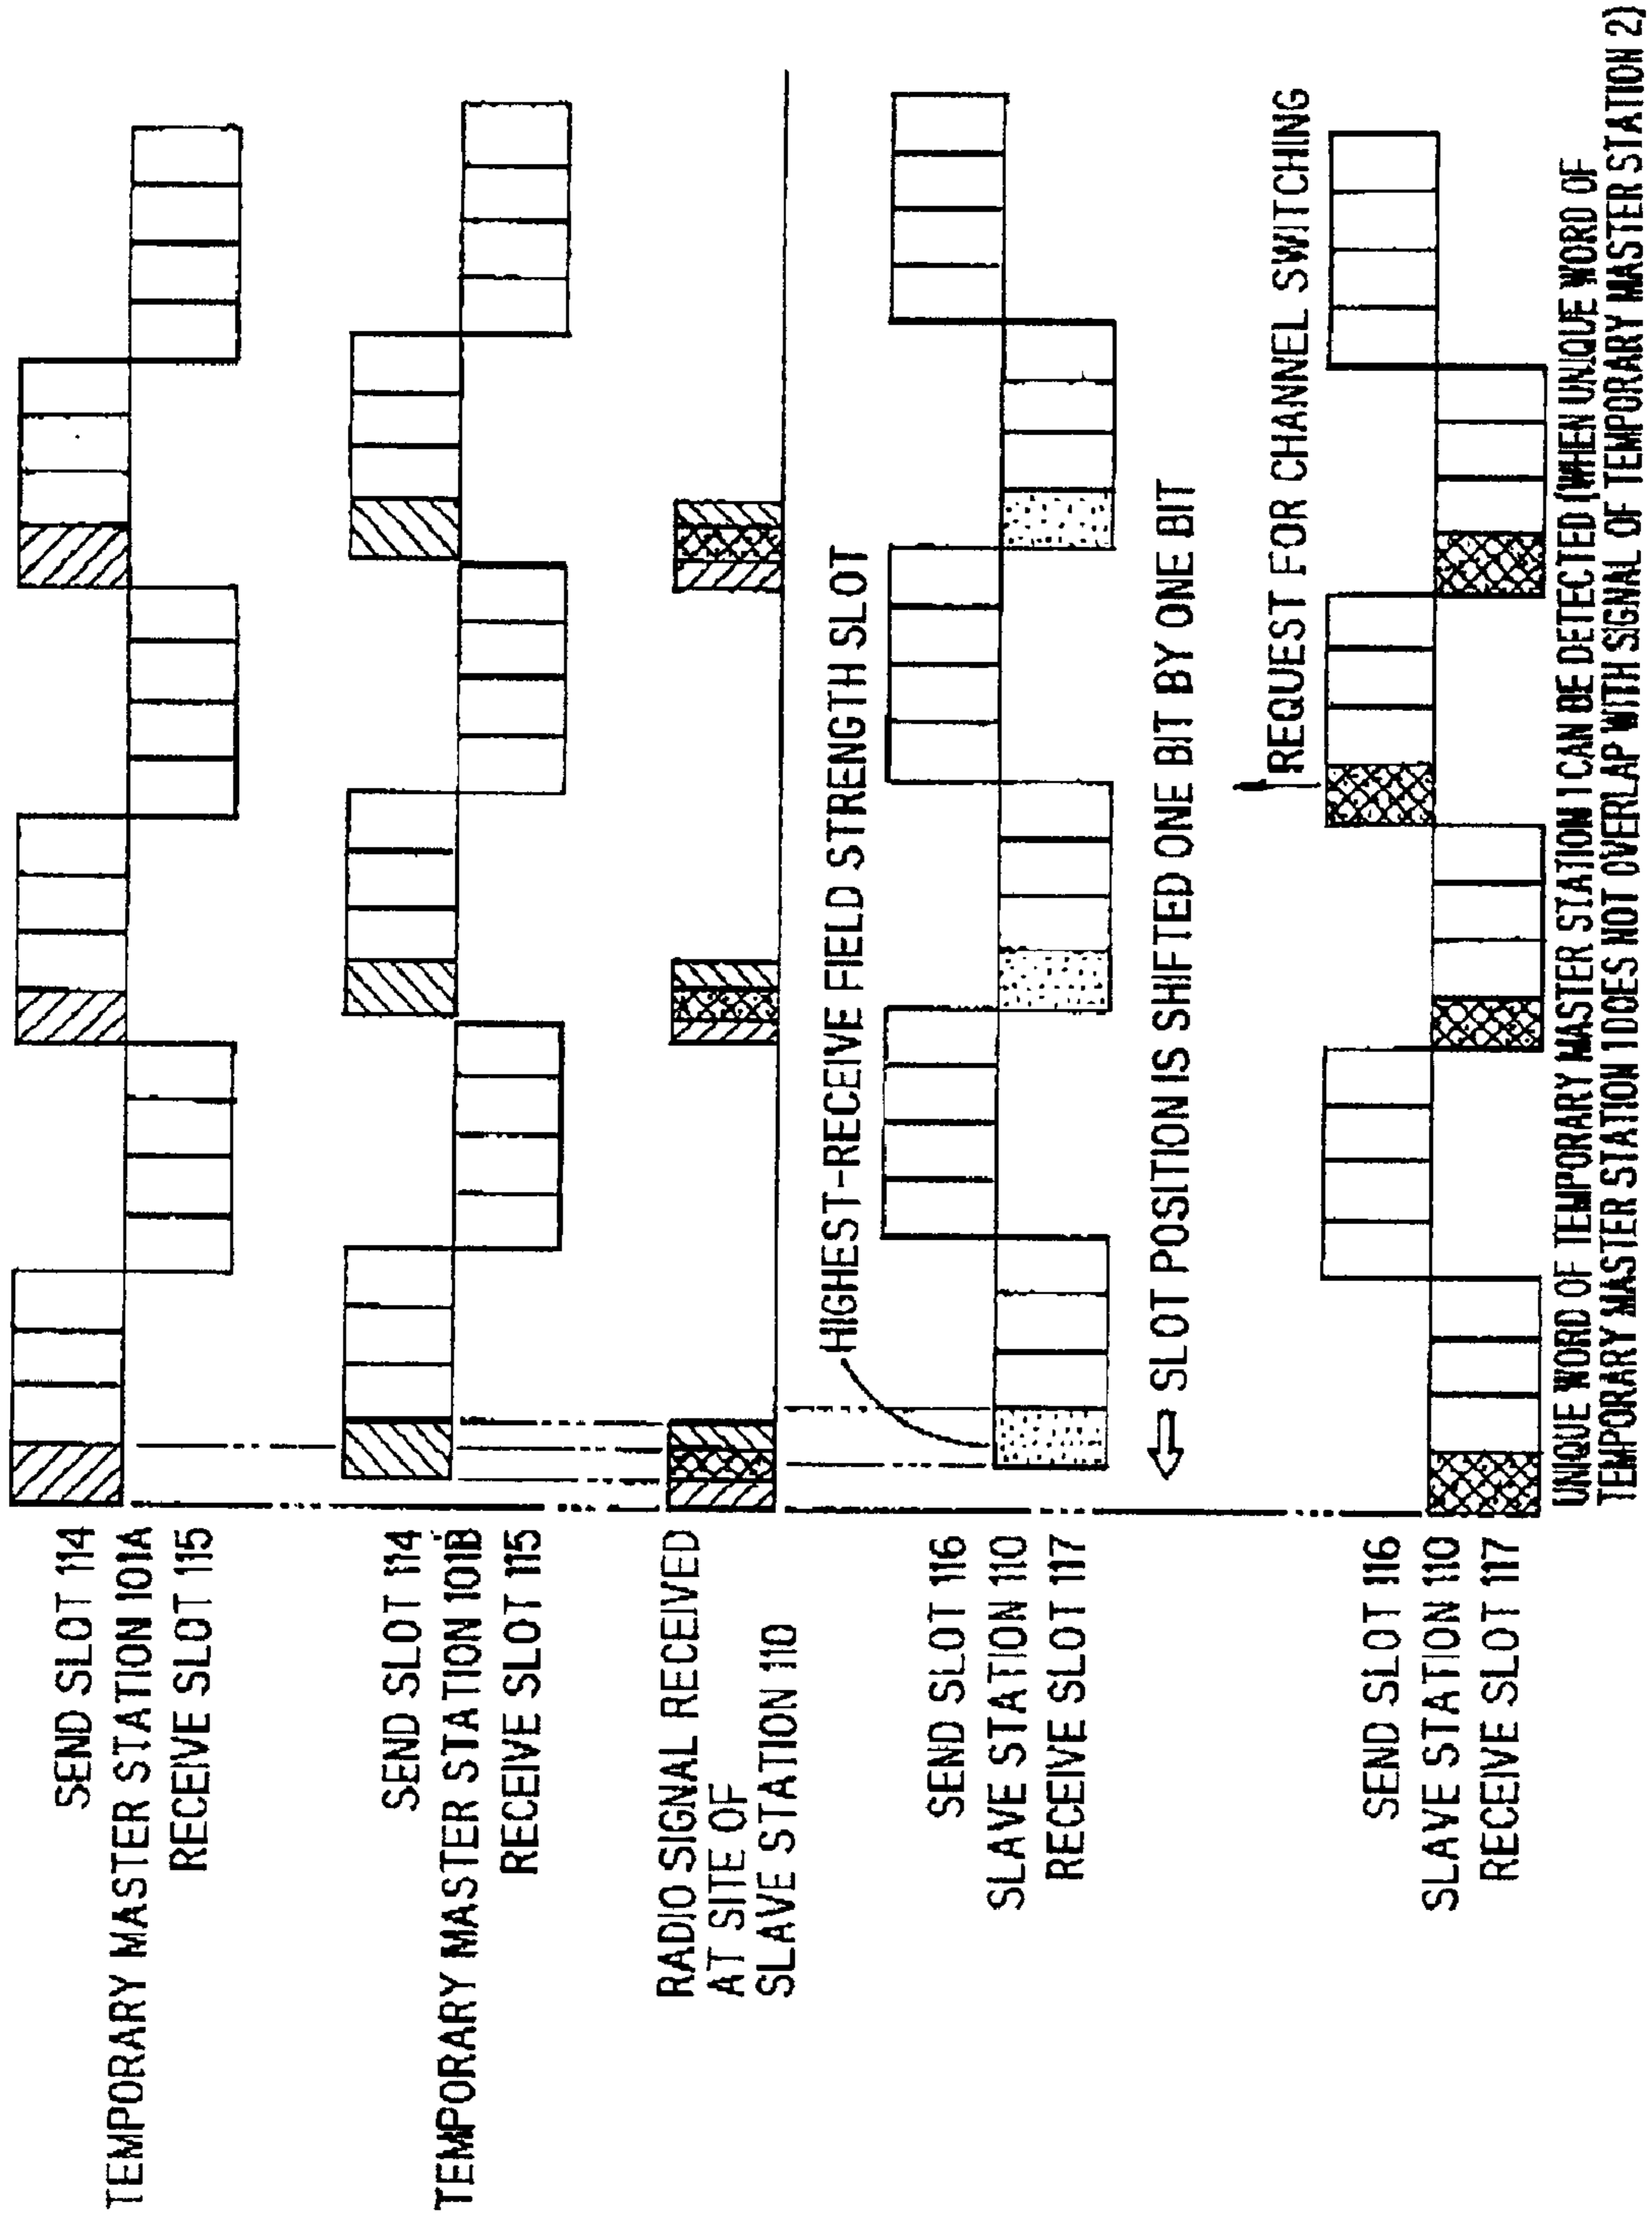 SEND SLOT 114
TEMPORARY MASTER STATION 101A
RECEIVE SLOT 115
SEND SLOT 114
TEMPORARY MASTER STATION 101B
RECEIVE SLOT 115
RADIO SIGNAL RECEIVED
AT SITE OF
SLAVE STATION 110
HIGHEST-RECEIVE FIELD STRENGTH SLOT
SEND SLOT 116
SLAVE STATION 110
RECEIVE SLOT 117
SLOT POSITION IS SHIFTED ONE BIT BY ONE BIT
REQUEST FOR CHANNEL SWITCHING
SEND SLOT 116
SLAVE STATION 110
RECEIVE SLOT 117
UNIQUE WORD OF TEMPORARY MASTER STATION 1 CAN BE DETECTED (WHEN UNIQUE WORD OF
TEMPORARY MASTER STATION 1 DOES NOT OVERLAP WITH SIGNAL OF TEMPORARY MASTER STATION 2)